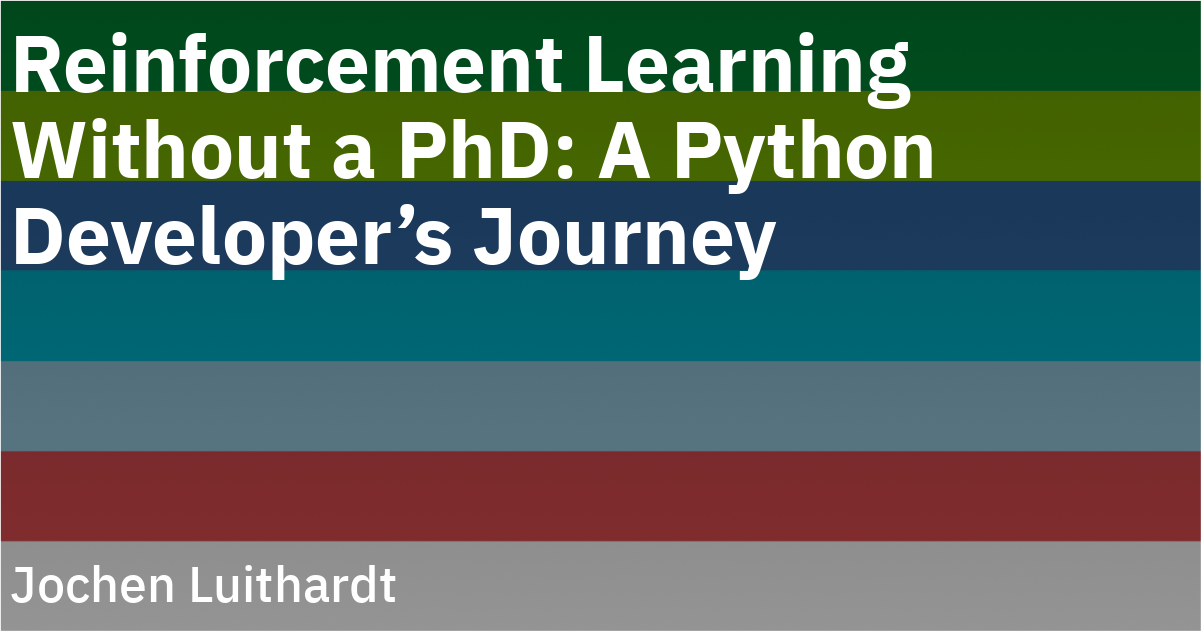 Reinforcement Learning
Without a PhD: A Python
Developer’s Journey
Jochen Luithardt